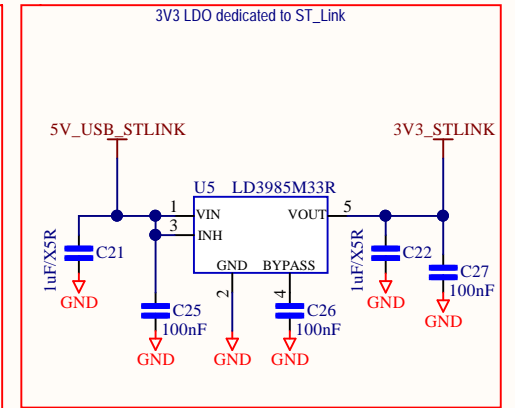 3V3 LDO dedicated to ST_Link
5V_USB_STLINK
3V3_STLINK
U5 LD3985M33R
1 VIN VOUT 5
3 INH
GND BYPASS
2 4
1uF/X5R C21
1uF/X5R C22
C27
100nF
C25
100nF
C26
100nF
GND
GND
GND
GND
GND
GND